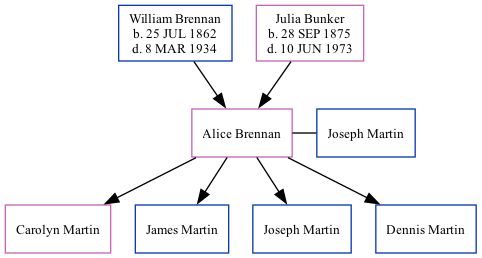 William Brennan
b. 25 JUL 1862
d. 8 MAR 1934
Julia Bunker
b. 28 SEP 1875
d. 10 JUN 1973
Alice Brennan
Joseph Martin
Carolyn Martin
James Martin
Joseph Martin
Dennis Martin